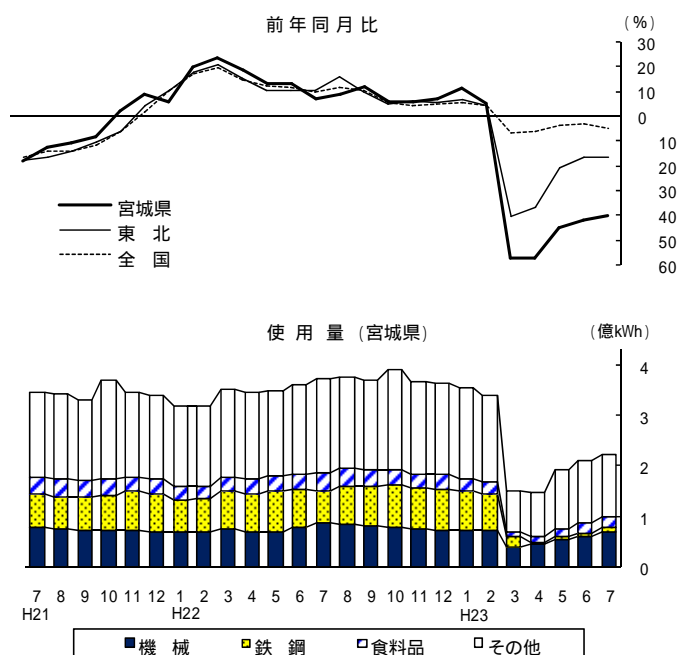 前年同月比
(%)
30
20
10
0
10
20
30
40
50
60
宮城県
東　北
全　国
使　用　量　(宮城県)
(億kWh)
4
3
2
1
0
7 8 9 10 11 12 1 2 3 4 5 6 7 8 9 10 11 12 1 2 3 4 5 6 7
H21 H22 H23
機　械 鉄　鋼 食料品 その他